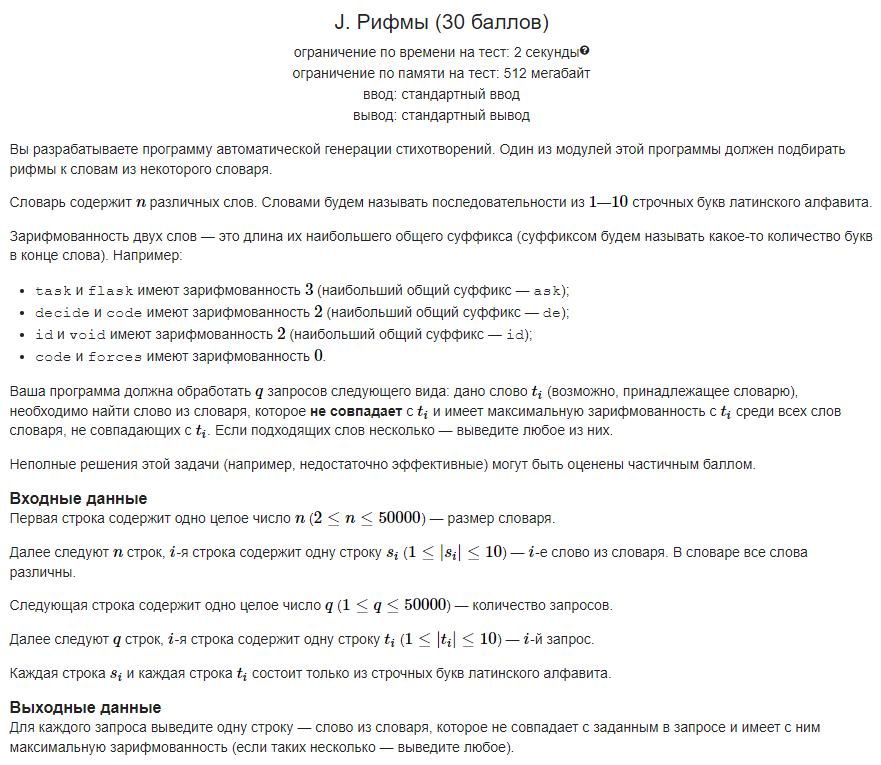 J. Рифмы (30 баллов)
ограничение по времени на тест: 2 секунды?
ограничение по памяти на тест: 512 мегабайт
ввод: стандартный ввод
вывод: стандартный вывод
Вы разрабатываете программу автоматической генерации стихотворений. Один из модулей этой программы должен подбирать
рифмы к словам из некоторого словаря.
Словарь содержит n различных слов. Словами будем называть последовательности из 1—10 строчных букв латинского алфавита.
Зарифмованность двух слов — это длина их наибольшего общего суффикса (суффиксом будем называть какое-то количество букв
в конце слова). Например:
• task и flask имеют зарифмованность 3 (наибольший общий суффикс — ask);
• decide и code имеют зарифмованность 2 (наибольший общий суффикс — de);
• id и void имеют зарифмованность 2 (наибольший общий суффикс — id);
• code и forces имеют зарифмованность 0.
Ваша программа должна обработать q запросов следующего вида: дано слово tᵢ (возможно, принадлежащее словарю),
необходимо найти слово из словаря, которое не совпадает с tᵢ и имеет максимальную зарифмованность с tᵢ среди всех слов
словаря, не совпадающих с tᵢ. Если подходящих слов несколько — выведите любое из них.
Неполные решения этой задачи (например, недостаточно эффективные) могут быть оценены частичным баллом.
Входные данные
Первая строка содержит одно целое число n (2 ≤ n ≤ 50000) — размер словаря.
Далее следуют n строк, i-я строка содержит одну строку sᵢ (1 ≤ |sᵢ| ≤ 10) — i-е слово из словаря. В словаре все слова
различны.
Следующая строка содержит одно целое число q (1 ≤ q ≤ 50000) — количество запросов.
Далее следуют q строк, i-я строка содержит одну строку tᵢ (1 ≤ |tᵢ| ≤ 10) — i-й запрос.
Каждая строка sᵢ и каждая строка tᵢ состоит только из строчных букв латинского алфавита.
Выходные данные
Для каждого запроса выведите одну строку — слово из словаря, которое не совпадает с заданным в запросе и имеет с ним
максимальную зарифмованность (если таких несколько — выведите любое).